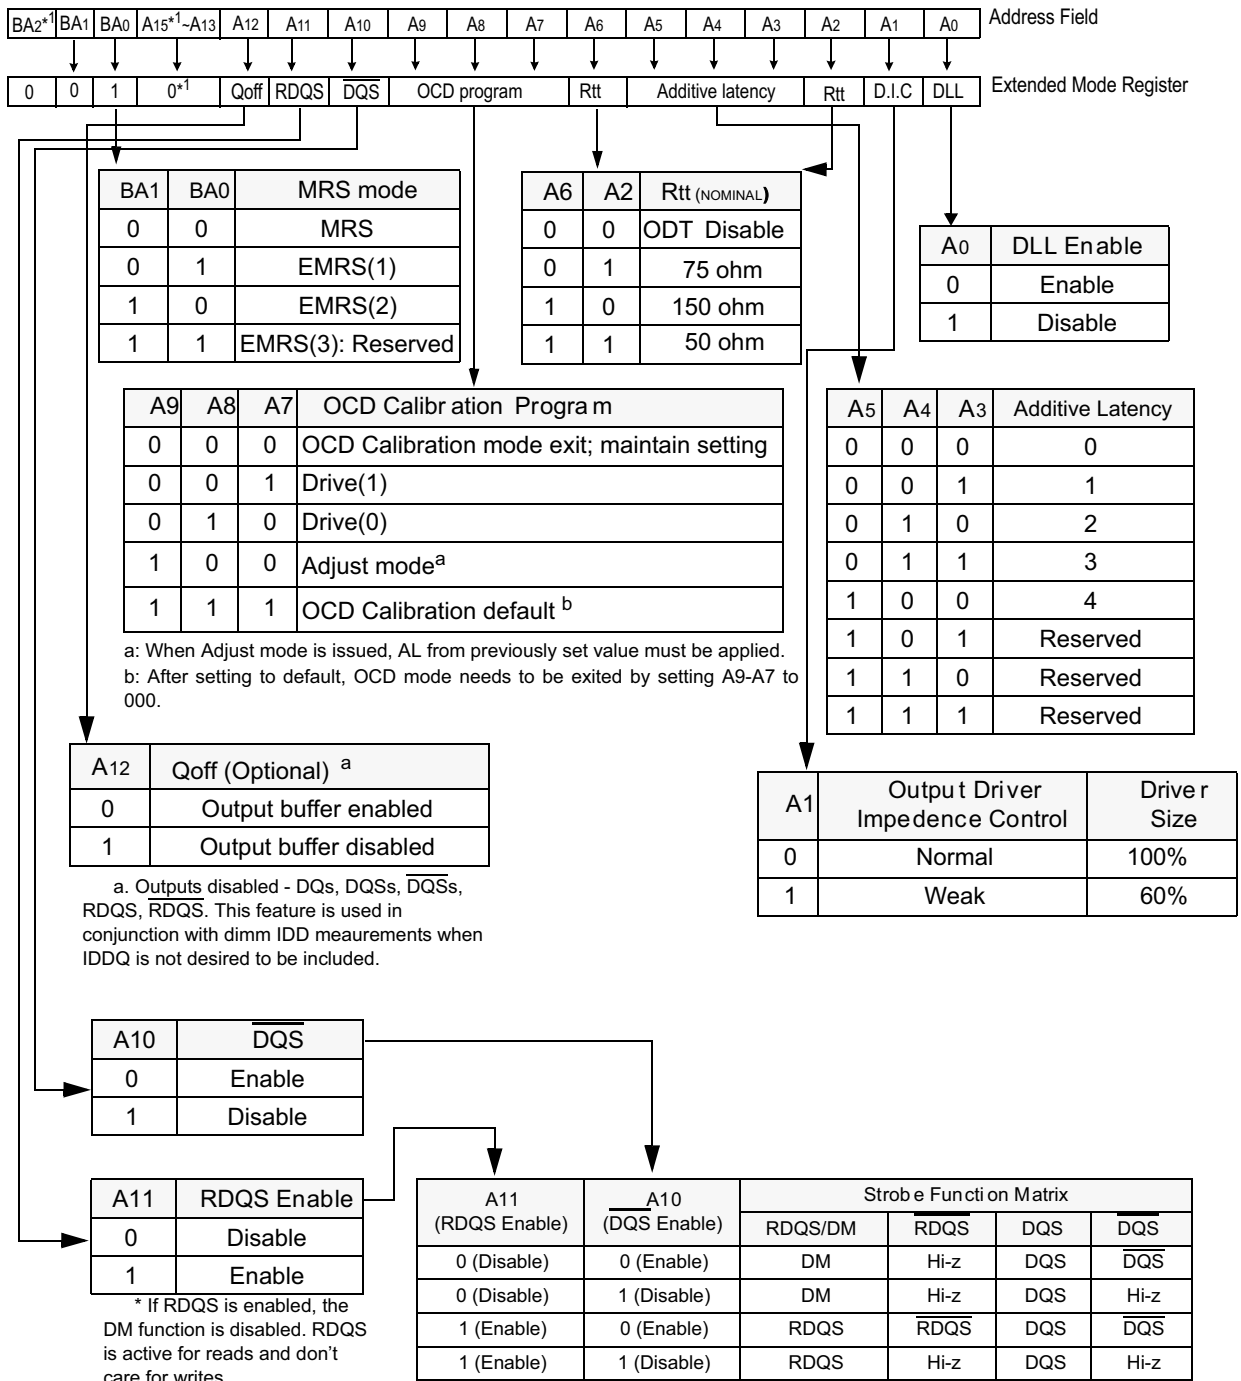 BA2*1 BA1 BA0 A15*1~A13 A12 A11 A10 A9 A8 A7 A6 A5 A4 A3 A2 A1 A0 Address Field
0 0 1 0*1 Qoff RDQS D̅Q̅S̅ OCD program Rtt Additive latency Rtt D.I.C DLL Extended Mode Register
BA1 BA0 MRS mode
0 0 MRS
0 1 EMRS(1)
1 0 EMRS(2)
1 1 EMRS(3): Reserved
A6 A2 Rtt (NOMINAL)
0 0 ODT Disable
0 1 75 ohm
1 0 150 ohm
1 1 50 ohm
A0 DLL Enable
0 Enable
1 Disable
A9 A8 A7 OCD Calibration Program
0 0 0 OCD Calibration mode exit; maintain setting
0 0 1 Drive(1)
0 1 0 Drive(0)
1 0 0 Adjust mode a
1 1 1 OCD Calibration default b
a: When Adjust mode is issued, AL from previously set value must be applied.
b: After setting to default, OCD mode needs to be exited by setting A9-A7 to
000.
A5 A4 A3 Additive Latency
0 0 0 0
0 0 1 1
0 1 0 2
0 1 1 3
1 0 0 4
1 0 1 Reserved
1 1 0 Reserved
1 1 1 Reserved
A12 Qoff (Optional) a
0 Output buffer enabled
1 Output buffer disabled
a. Outputs disabled - DQs, DQSs, D̅Q̅S̅s,
RDQS, R̅D̅Q̅S̅. This feature is used in
conjunction with dimm IDD meaurements when
IDDQ is not desired to be included.
A1 Output Driver Impedence Control Driver Size
0 Normal 100%
1 Weak 60%
A10 D̅Q̅S̅
0 Enable
1 Disable
A11 RDQS Enable
0 Disable
1 Enable
* If RDQS is enabled, the
DM function is disabled. RDQS
is active for reads and don't
care for writes.
A11 (RDQS Enable) A10 (D̅Q̅S̅ Enable) Strobe Function Matrix
RDQS/DM R̅D̅Q̅S̅ DQS D̅Q̅S̅
0 (Disable) 0 (Enable) DM Hi-z DQS D̅Q̅S̅
0 (Disable) 1 (Disable) DM Hi-z DQS Hi-z
1 (Enable) 0 (Enable) RDQS R̅D̅Q̅S̅ DQS D̅Q̅S̅
1 (Enable) 1 (Disable) RDQS Hi-z DQS Hi-z